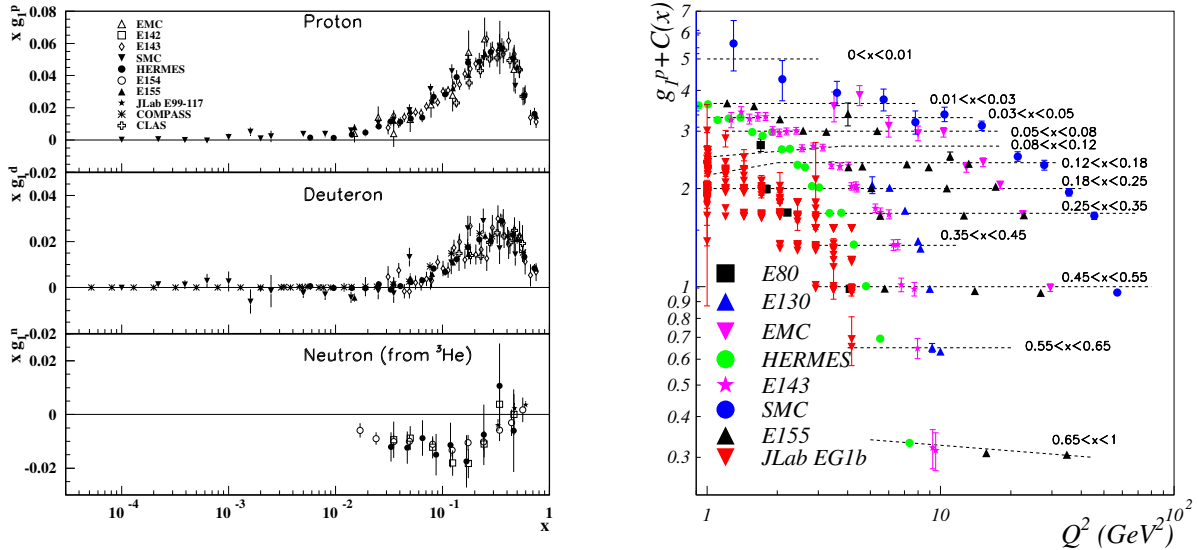 x g₁ᵖ
0.08
0.06
0.04
0.02
0
-0.02
Proton
EMC
E142
E143
SMC
HERMES
E154
E155
JLab E99-117
COMPASS
CLAS
x g₁ᵈ
0.04
0.02
0
-0.02
Deuteron
x g₁ⁿ
0.02
0
-0.02
Neutron (from ³He)
10⁻⁴
10⁻³
10⁻²
10⁻¹
1
x
g₁ᵖ+C(x)
7
6
5
4
3
2
1
0.9
0.8
0.7
0.6
0.5
0.4
0.3
0<x<0.01
0.01<x<0.03
0.03<x<0.05
0.05<x<0.08
0.08<x<0.12
0.12<x<0.18
0.18<x<0.25
0.25<x<0.35
0.35<x<0.45
0.45<x<0.55
0.55<x<0.65
0.65<x<1
E80
E130
EMC
HERMES
E143
SMC
E155
JLab EG1b
1
10
10²
Q² (GeV²)